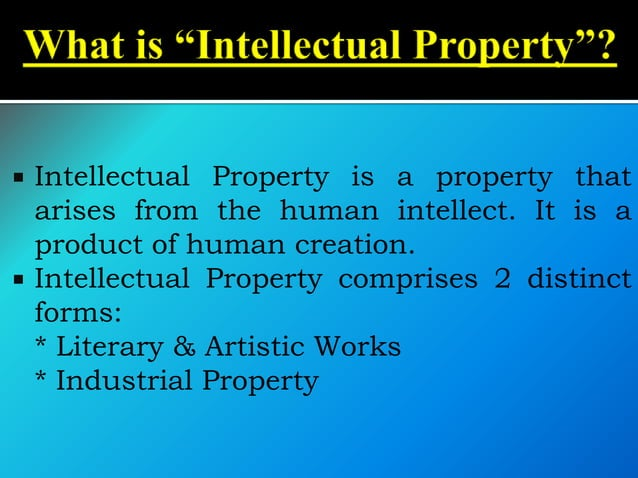 What is “Intellectual Property”?
▪ Intellectual Property is a property that
arises from the human intellect. It is a
product of human creation.
▪ Intellectual Property comprises 2 distinct
forms:
* Literary & Artistic Works
* Industrial Property